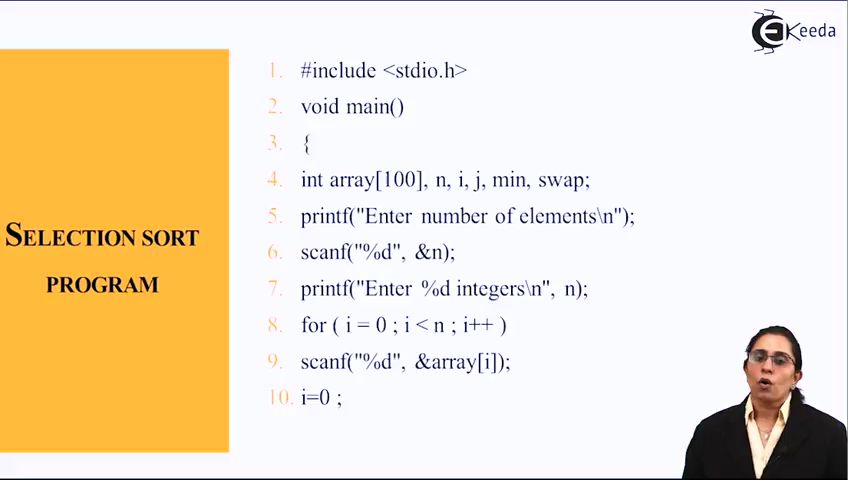 EKeeda
1. #include <stdio.h>
2. void main()
3. {
4. int array[100], n, i, j, min, swap;
5. printf("Enter number of elements\n");
6. scanf("%d", &n);
7. printf("Enter %d integers\n", n);
8. for ( i = 0 ; i < n ; i++ )
9. scanf("%d", &array[i]);
10. i=0 ;
SELECTION SORT
PROGRAM